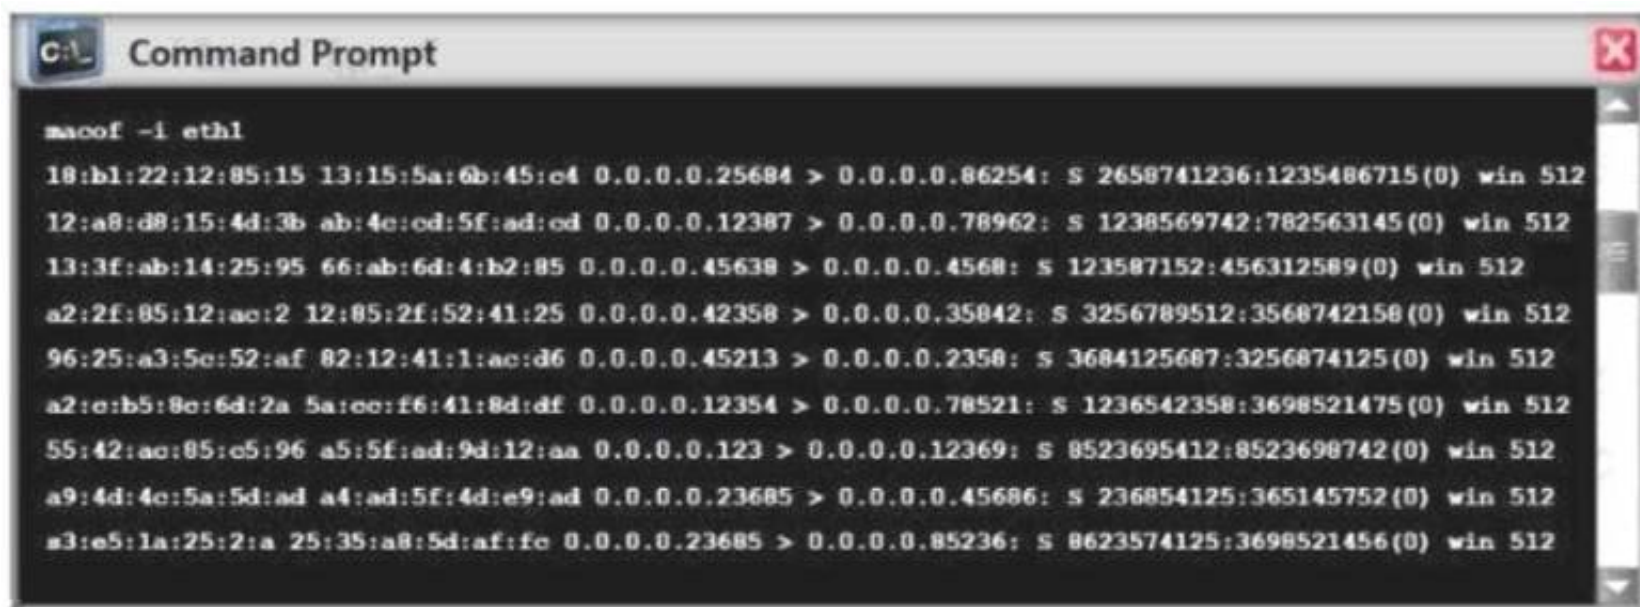 C:\_ Command Prompt
macof -i eth1
18:b1:22:12:85:15 13:15:5a:6b:45:c4 0.0.0.0.25684 > 0.0.0.0.86254: S 2658741236:1235486715(0) win 512
12:a8:d8:15:4d:3b ab:4c:cd:5f:ad:cd 0.0.0.0.12387 > 0.0.0.0.78962: S 1238569742:782563145(0) win 512
13:3f:ab:14:25:95 66:ab:6d:4:b2:85 0.0.0.0.45638 > 0.0.0.0.4568: S 123587152:456312589(0) win 512
a2:2f:85:12:ac:2 12:85:2f:52:41:25 0.0.0.0.42358 > 0.0.0.0.35842: S 3256789512:3568742158(0) win 512
96:25:a3:5c:52:af 82:12:41:1:ac:d6 0.0.0.0.45213 > 0.0.0.0.2358: S 3684125687:3256874125(0) win 512
a2:c:b5:8c:6d:2a 5a:cc:f6:41:8d:df 0.0.0.0.12354 > 0.0.0.0.78521: S 1236542358:3698521475(0) win 512
55:42:ac:85:c5:96 a5:5f:ad:9d:12:aa 0.0.0.0.123 > 0.0.0.0.12369: S 8523695412:8523698742(0) win 512
a9:4d:4c:5a:5d:ad a4:ad:5f:4d:e9:ad 0.0.0.0.23685 > 0.0.0.0.45686: S 236854125:365145752(0) win 512
25:35:a8:5d:af:fc 0.0.0.0.23685 > 0.0.0.0.85236: S 8623574125:3698521456(0) win 512